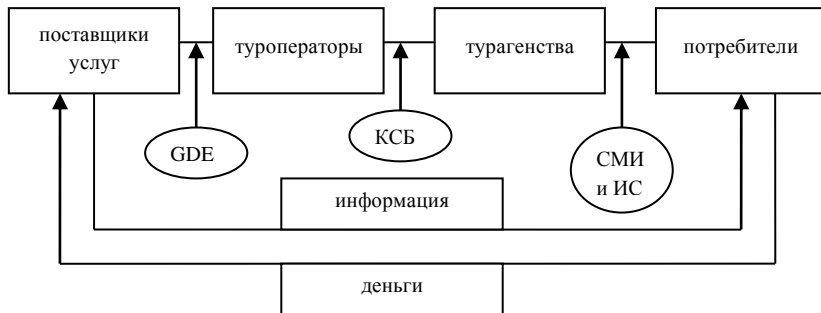 поставщики
услуг
туроператоры
турагенства
потребители
GDE
КСБ
СМИ
и ИС
информация
деньги